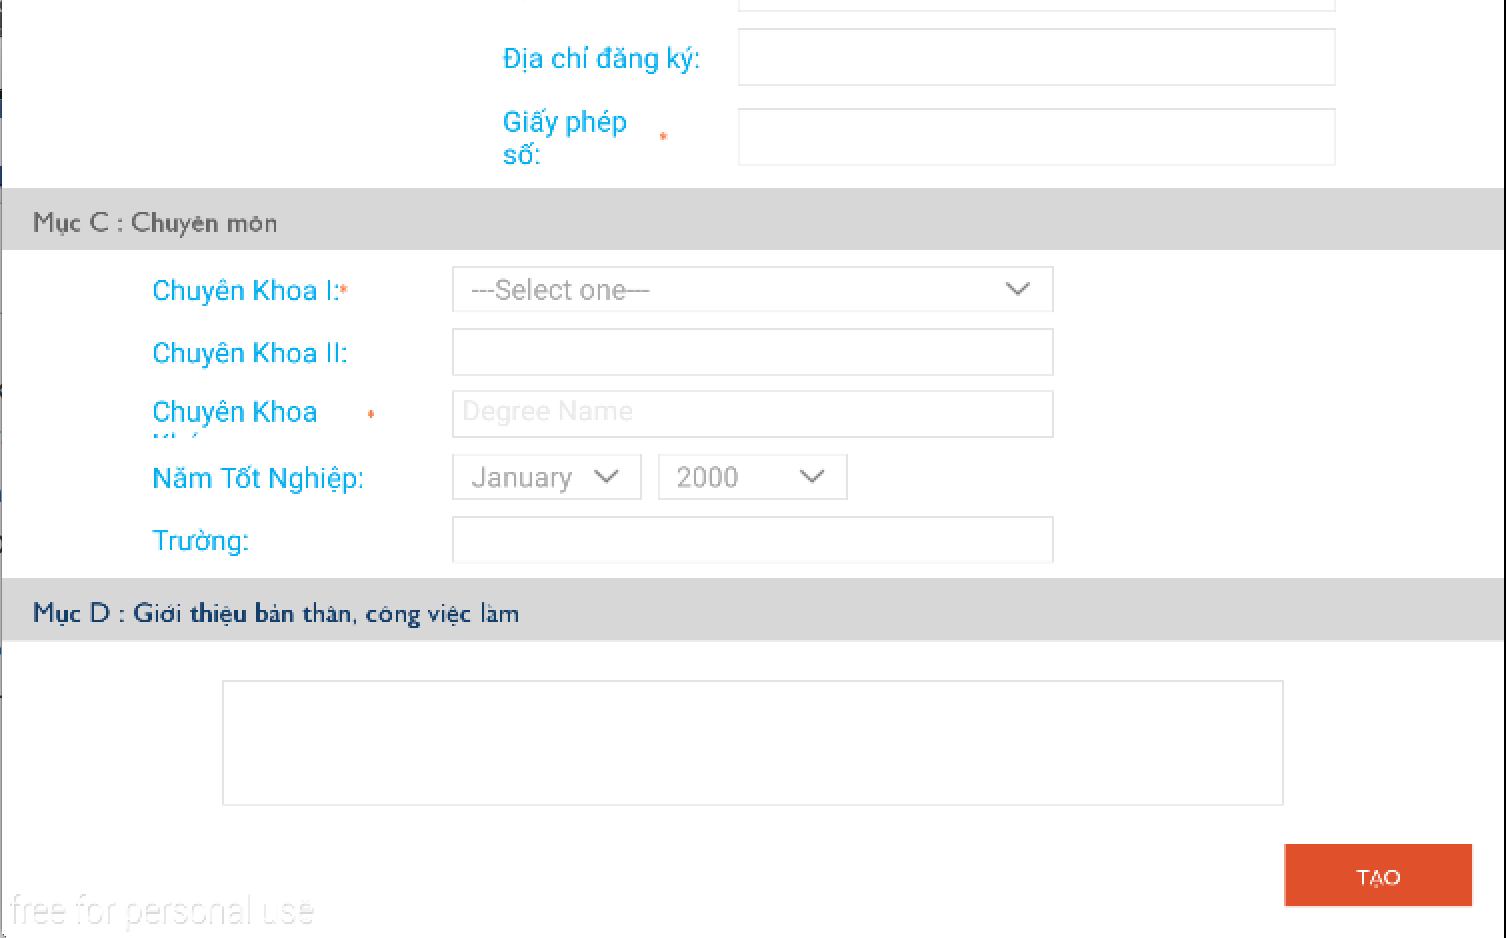 Địa chỉ đăng ký:
Giấy phép
số: *
Mục C : Chuyên môn
Chuyên Khoa I:* ---Select one---
Chuyên Khoa II:
Chuyên Khoa * Degree Name
Năm Tốt Nghiệp: January 2000
Trường:
Mục D : Giới thiệu bản thân, công việc làm
TẠO
free for personal use